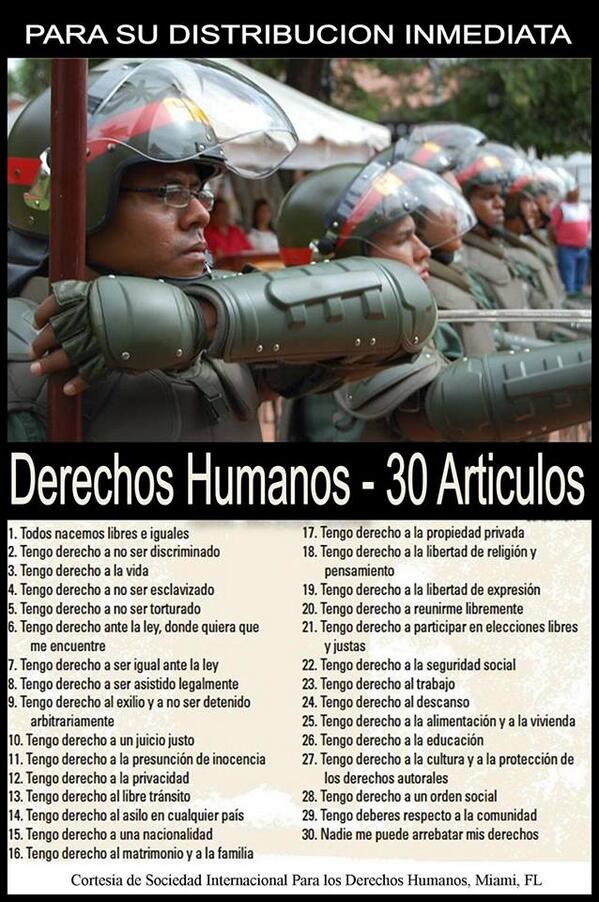 PARA SU DISTRIBUCION INMEDIATA
Derechos Humanos - 30 Articulos
1. Todos nacemos libres e iguales
2. Tengo derecho a no ser discriminado
3. Tengo derecho a la vida
4. Tengo derecho a no ser esclavizado
5. Tengo derecho a no ser torturado
6. Tengo derecho ante la ley, donde quiera que
me encuentre
7. Tengo derecho a ser igual ante la ley
8. Tengo derecho a ser asistido legalmente
9. Tengo derecho al exilio y a no ser detenido
arbitrariamente
10. Tengo derecho a un juicio justo
11. Tengo derecho a la presunción de inocencia
12. Tengo derecho a la privacidad
13. Tengo derecho al libre tránsito
14. Tengo derecho al asilo en cualquier país
15. Tengo derecho a una nacionalidad
16. Tengo derecho al matrimonio y a la familia
17. Tengo derecho a la propiedad privada
18. Tengo derecho a la libertad de religión y
pensamiento
19. Tengo derecho a la libertad de expresión
20. Tengo derecho a reunirme libremente
21. Tengo derecho a participar en elecciones libres
y justas
22. Tengo derecho a la seguridad social
23. Tengo derecho al trabajo
24. Tengo derecho al descanso
25. Tengo derecho a la alimentación y a la vivienda
26. Tengo derecho a la educación
27. Tengo derecho a la cultura y a la protección de
los derechos autorales
28. Tengo derecho a un orden social
29. Tengo deberes respecto a la comunidad
30. Nadie me puede arrebatar mis derechos
Cortesia de Sociedad Internacional Para los Derechos Humanos, Miami, FL